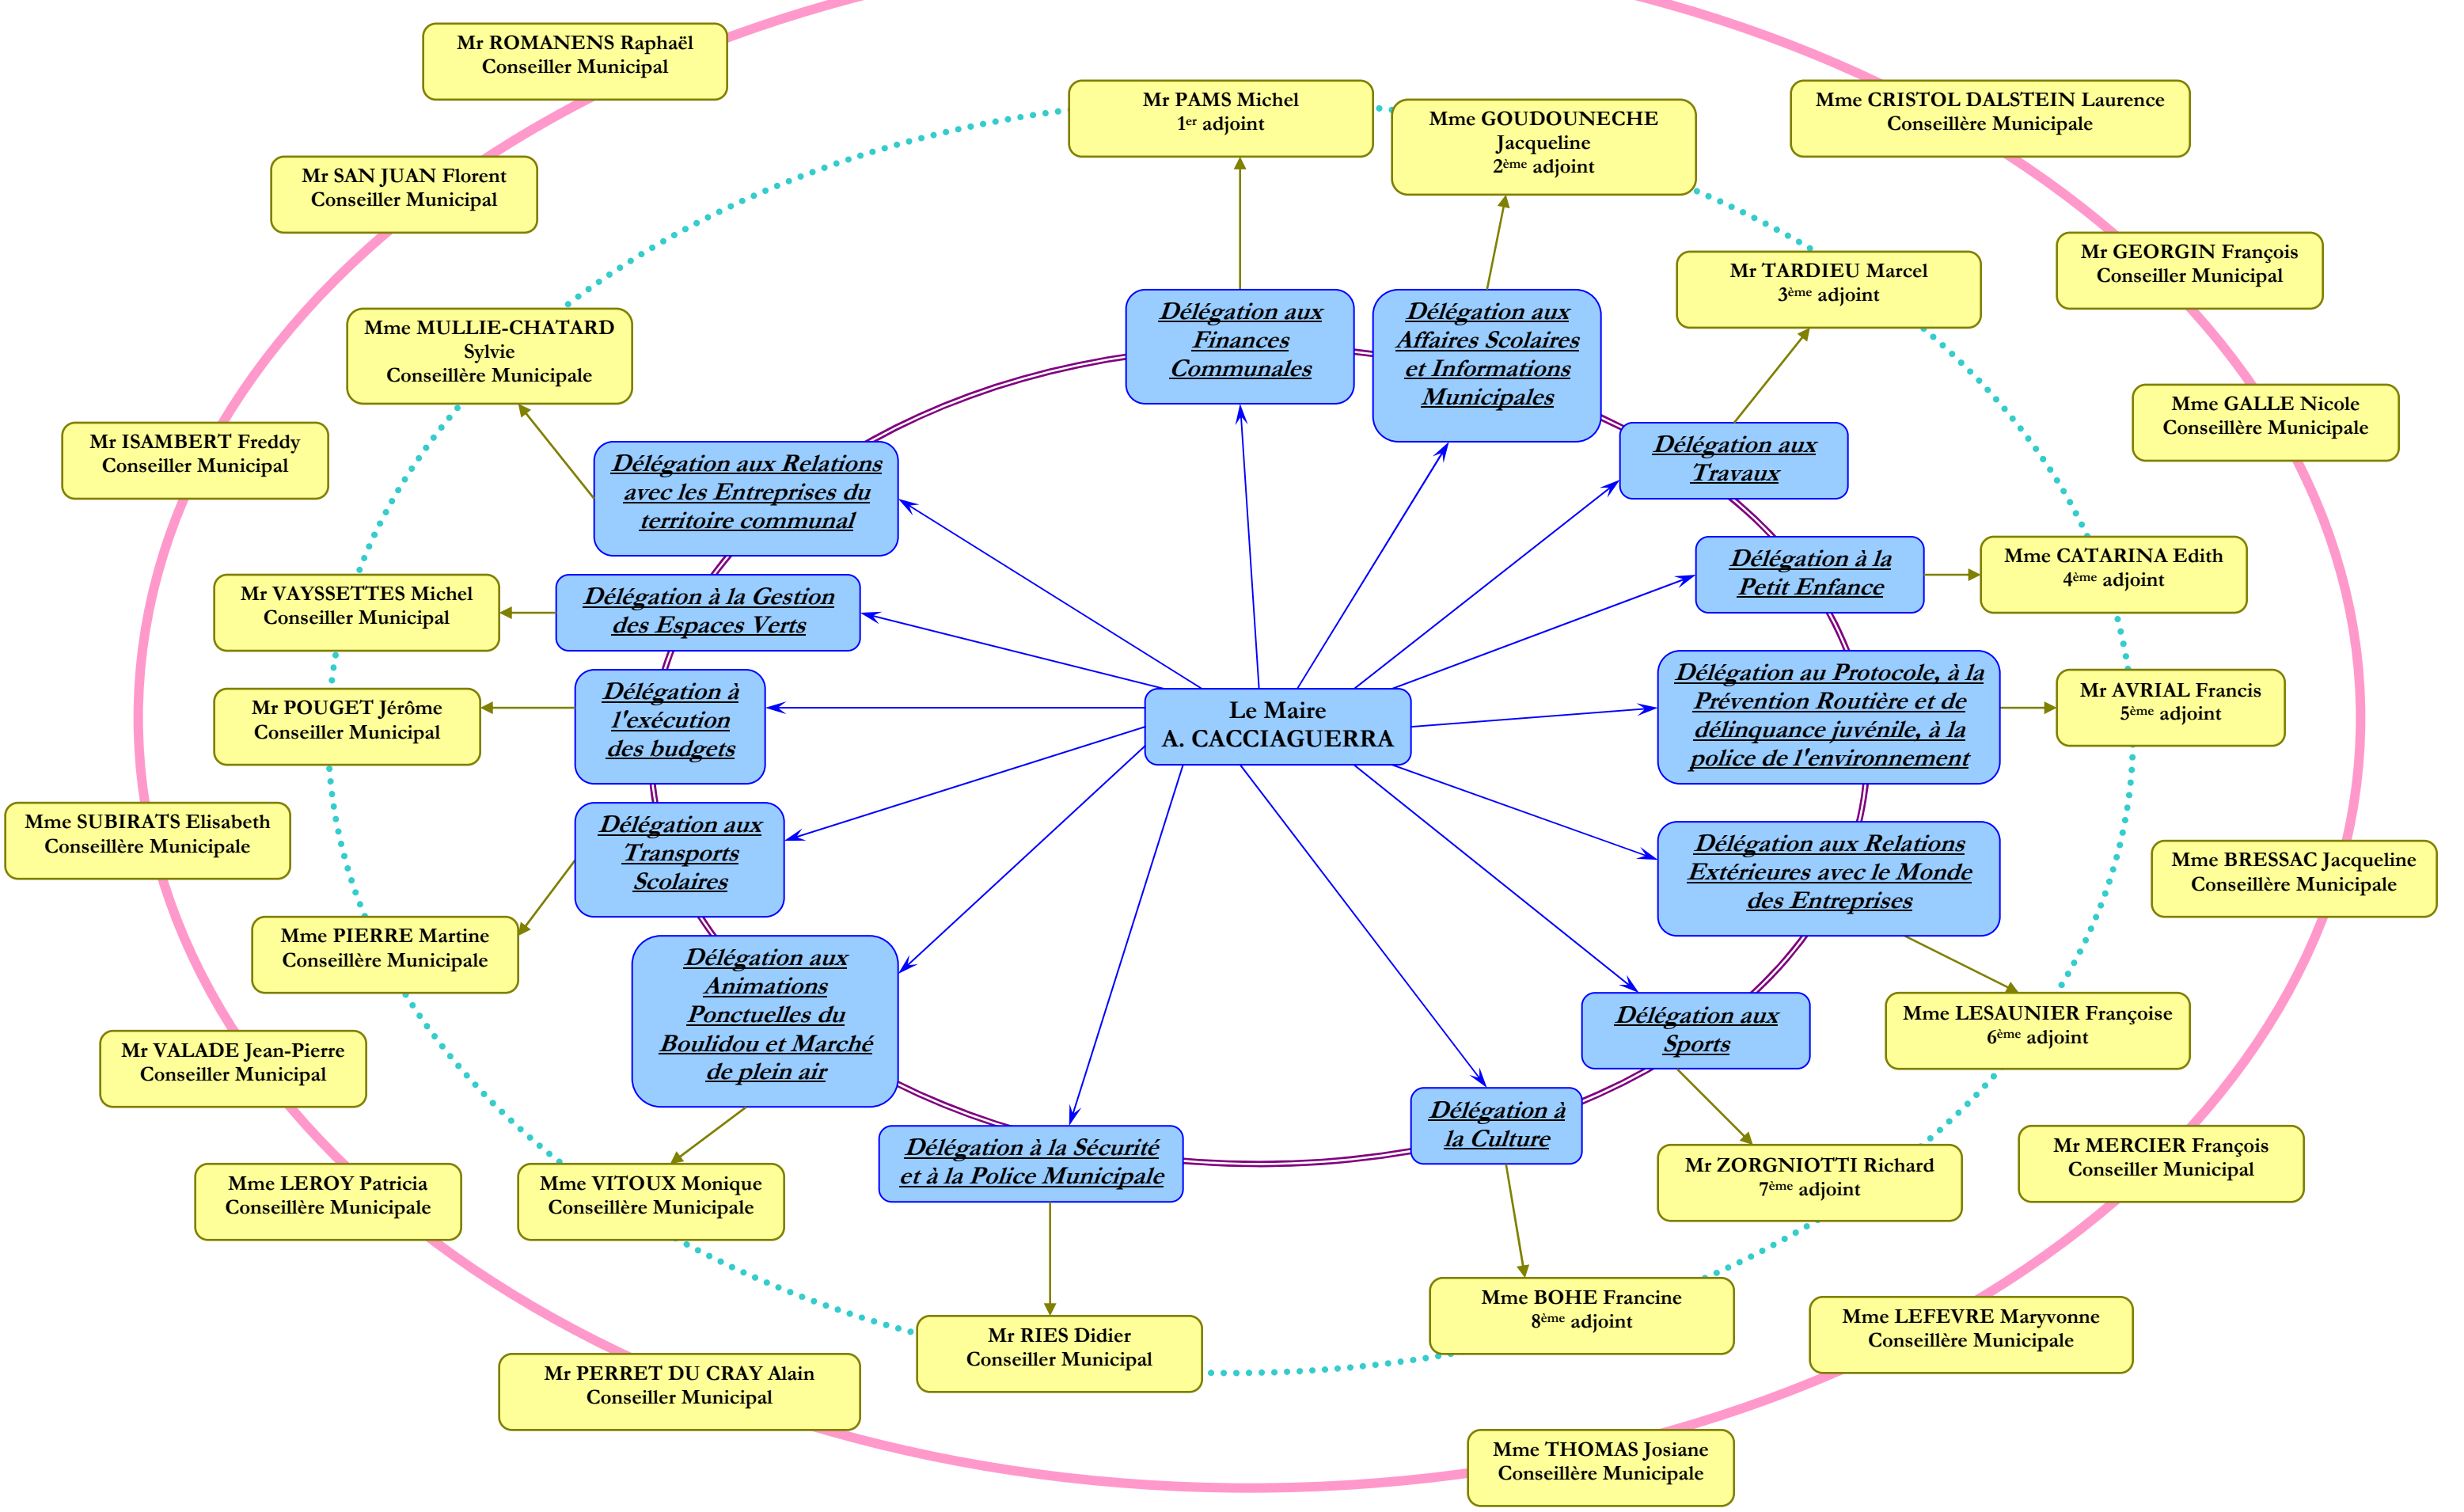 Mr ROMANENS Raphaël
Conseiller Municipal
Mr PAMS Michel
1er adjoint
Mme GOUDOUNECHE
Jacqueline
2ème adjoint
Mme CRISTOL DALSTEIN Laurence
Conseillère Municipale
Mr SAN JUAN Florent
Conseiller Municipal
Mr TARDIEU Marcel
3ème adjoint
Mr GEORGIN François
Conseiller Municipal
Mme MULLIE-CHATARD
Sylvie
Conseillère Municipale
Délégation aux
Finances
Communales
Délégation aux
Affaires Scolaires
et Informations
Municipales
Mme GALLE Nicole
Conseillère Municipale
Mr ISAMBERT Freddy
Conseiller Municipal
Délégation aux Relations
avec les Entreprises du
territoire communal
Délégation aux
Travaux
Délégation à la
Petit Enfance
Mme CATARINA Edith
4ème adjoint
Mr VAYSSETTES Michel
Conseiller Municipal
Délégation à la Gestion
des Espaces Verts
Mr POUGET Jérôme
Conseiller Municipal
Délégation à
l'exécution
des budgets
Le Maire
A. CACCIAGUERRA
Délégation au Protocole, à la
Prévention Routière et de
délinquance juvénile, à la
police de l'environnement
Mr AVRIAL Francis
5ème adjoint
Mme SUBIRATS Elisabeth
Conseillère Municipale
Délégation aux
Transports
Scolaires
Délégation aux Relations
Extérieures avec le Monde
des Entreprises
Mme BRESSAC Jacqueline
Conseillère Municipale
Mme PIERRE Martine
Conseillère Municipale
Délégation aux
Animations
Ponctuelles du
Boulidou et Marché
de plein air
Délégation aux
Sports
Mme LESAUNIER Françoise
6ème adjoint
Mr VALADE Jean-Pierre
Conseiller Municipal
Délégation à la Sécurité
et à la Police Municipale
Délégation à
la Culture
Mr ZORGNIOTTI Richard
7ème adjoint
Mr MERCIER François
Conseiller Municipal
Mme LEROY Patricia
Conseillère Municipale
Mme VITOUX Monique
Conseillère Municipale
Mme BOHE Francine
8ème adjoint
Mr RIES Didier
Conseiller Municipal
Mme LEFEVRE Maryvonne
Conseillère Municipale
Mr PERRET DU CRAY Alain
Conseiller Municipal
Mme THOMAS Josiane
Conseillère Municipale